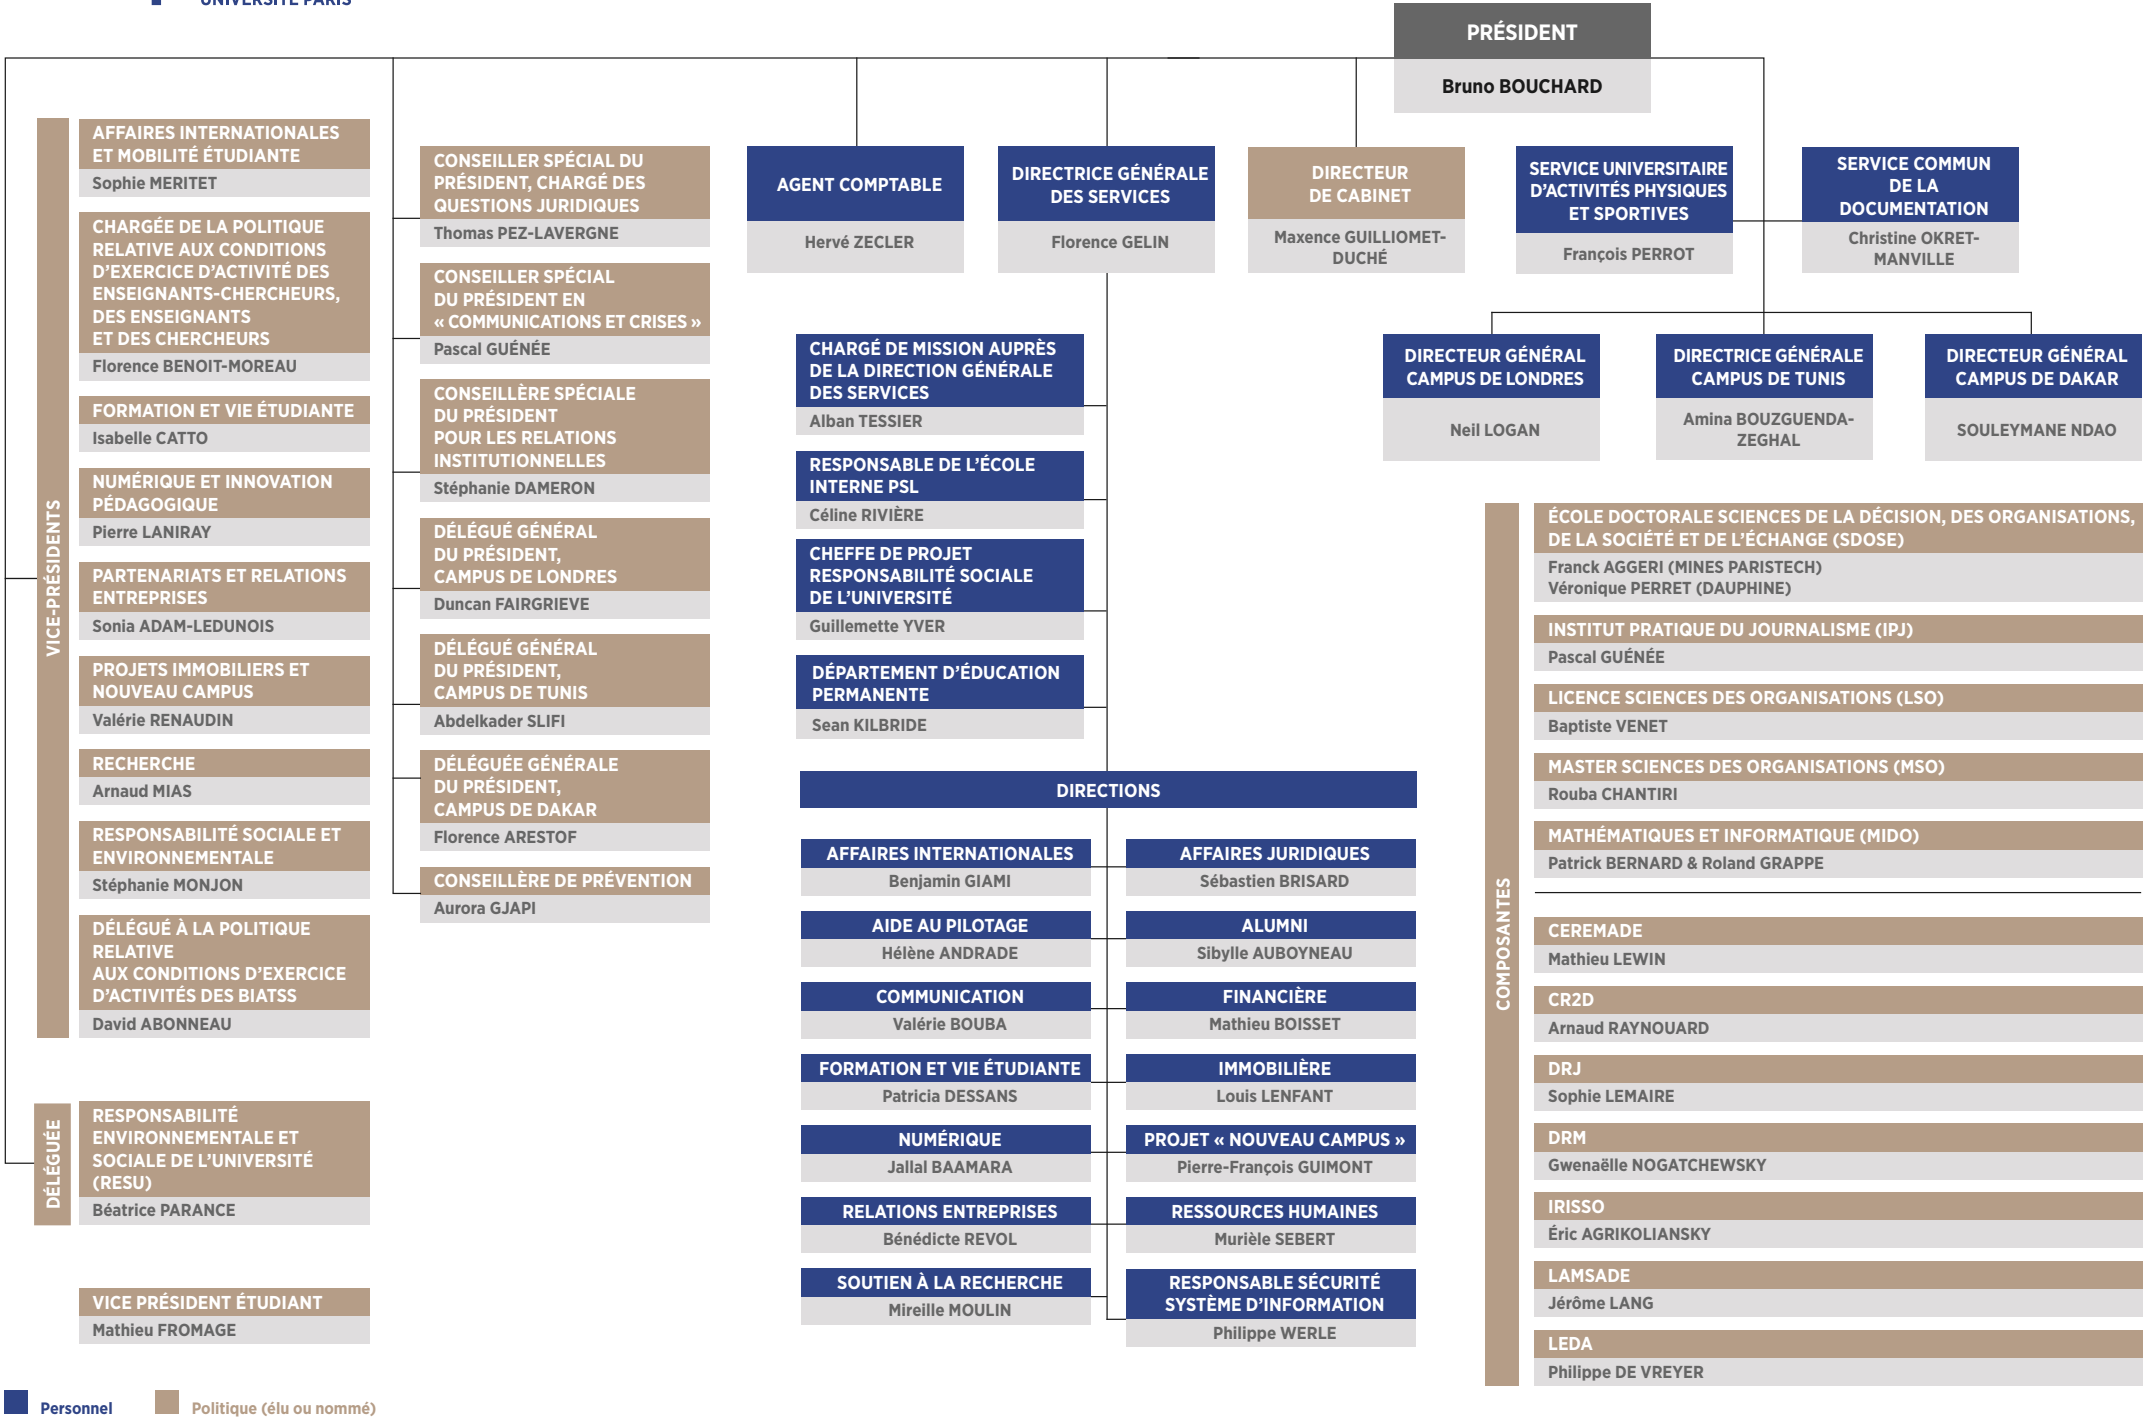 UNIVERSITÉ PARIS
PRÉSIDENT
Bruno BOUCHARD
VICE-PRÉSIDENTS
AFFAIRES INTERNATIONALES
ET MOBILITÉ ÉTUDIANTE
Sophie MERITET
CHARGÉE DE LA POLITIQUE
RELATIVE AUX CONDITIONS
D’EXERCICE D’ACTIVITÉ DES
ENSEIGNANTS-CHERCHEURS,
DES ENSEIGNANTS
ET DES CHERCHEURS
Florence BENOIT-MOREAU
FORMATION ET VIE ÉTUDIANTE
Isabelle CATTO
NUMÉRIQUE ET INNOVATION
PÉDAGOGIQUE
Pierre LANIRAY
PARTENARIATS ET RELATIONS
ENTREPRISES
Sonia ADAM-LEDUNOIS
PROJETS IMMOBILIERS ET
NOUVEAU CAMPUS
Valérie RENAUDIN
RECHERCHE
Arnaud MIAS
RESPONSABILITÉ SOCIALE ET
ENVIRONNEMENTALE
Stéphanie MONJON
DÉLÉGUÉ À LA POLITIQUE
RELATIVE
AUX CONDITIONS D’EXERCICE
D’ACTIVITÉS DES BIATSS
David ABONNEAU
DÉLÉGUÉE
RESPONSABILITÉ
ENVIRONNEMENTALE ET
SOCIALE DE L’UNIVERSITÉ
(RESU)
Béatrice PARANCE
VICE PRÉSIDENT ÉTUDIANT
Mathieu FROMAGE
CONSEILLER SPÉCIAL DU
PRÉSIDENT, CHARGÉ DES
QUESTIONS JURIDIQUES
Thomas PEZ-LAVERGNE
CONSEILLER SPÉCIAL
DU PRÉSIDENT EN
« COMMUNICATIONS ET CRISES »
Pascal GUÉNÉE
CONSEILLÈRE SPÉCIALE
DU PRÉSIDENT
POUR LES RELATIONS
INSTITUTIONNELLES
Stéphanie DAMERON
DÉLÉGUÉ GÉNÉRAL
DU PRÉSIDENT,
CAMPUS DE LONDRES
Duncan FAIRGRIEVE
DÉLÉGUÉ GÉNÉRAL
DU PRÉSIDENT,
CAMPUS DE TUNIS
Abdelkader SLIFI
DÉLÉGUÉE GÉNÉRALE
DU PRÉSIDENT,
CAMPUS DE DAKAR
Florence ARESTOF
CONSEILLÈRE DE PRÉVENTION
Aurora GJAPI
AGENT COMPTABLE
Hervé ZECLER
DIRECTRICE GÉNÉRALE
DES SERVICES
Florence GELIN
DIRECTEUR
DE CABINET
Maxence GUILLIOMET-
DUCHÉ
SERVICE UNIVERSITAIRE
D’ACTIVITÉS PHYSIQUES
ET SPORTIVES
François PERROT
SERVICE COMMUN
DE LA
DOCUMENTATION
Christine OKRET-
MANVILLE
CHARGÉ DE MISSION AUPRÈS
DE LA DIRECTION GÉNÉRALE
DES SERVICES
Alban TESSIER
RESPONSABLE DE L’ÉCOLE
INTERNE PSL
Céline RIVIÈRE
CHEFFE DE PROJET
RESPONSABILITÉ SOCIALE
DE L’UNIVERSITÉ
Guillemette YVER
DÉPARTEMENT D’ÉDUCATION
PERMANENTE
Sean KILBRIDE
DIRECTEUR GÉNÉRAL
CAMPUS DE LONDRES
Neil LOGAN
DIRECTRICE GÉNÉRALE
CAMPUS DE TUNIS
Amina BOUZGUENDA-
ZEGHAL
DIRECTEUR GÉNÉRAL
CAMPUS DE DAKAR
SOULEYMANE NDAO
DIRECTIONS
AFFAIRES INTERNATIONALES
Benjamin GIAMI
AFFAIRES JURIDIQUES
Sébastien BRISARD
AIDE AU PILOTAGE
Hélène ANDRADE
ALUMNI
Sibylle AUBOYNEAU
COMMUNICATION
Valérie BOUBA
FINANCIÈRE
Mathieu BOISSET
FORMATION ET VIE ÉTUDIANTE
Patricia DESSANS
IMMOBILIÈRE
Louis LENFANT
NUMÉRIQUE
Jallal BAAMARA
PROJET « NOUVEAU CAMPUS »
Pierre-François GUIMONT
RELATIONS ENTREPRISES
Bénédicte REVOL
RESSOURCES HUMAINES
Murièle SEBERT
SOUTIEN À LA RECHERCHE
Mireille MOULIN
RESPONSABLE SÉCURITÉ
SYSTÈME D’INFORMATION
Philippe WERLE
COMPOSANTES
ÉCOLE DOCTORALE SCIENCES DE LA DÉCISION, DES ORGANISATIONS,
DE LA SOCIÉTÉ ET DE L’ÉCHANGE (SDOSE)
Franck AGGERI (MINES PARISTECH)
Véronique PERRET (DAUPHINE)
INSTITUT PRATIQUE DU JOURNALISME (IPJ)
Pascal GUÉNÉE
LICENCE SCIENCES DES ORGANISATIONS (LSO)
Baptiste VENET
MASTER SCIENCES DES ORGANISATIONS (MSO)
Rouba CHANTIRI
MATHÉMATIQUES ET INFORMATIQUE (MIDO)
Patrick BERNARD & Roland GRAPPE
CEREMADE
Mathieu LEWIN
CR2D
Arnaud RAYNOUARD
DRJ
Sophie LEMAIRE
DRM
Gwenaëlle NOGATCHEWSKY
IRISSO
Éric AGRIKOLIANSKY
LAMSADE
Jérôme LANG
LEDA
Philippe DE VREYER
Personnel
Politique (élu ou nommé)